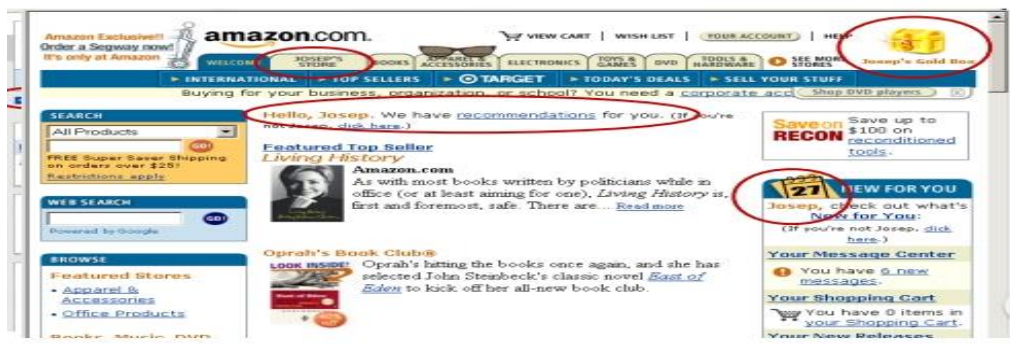 Amazon Exclusive!!
Order a Segway now!
It's only at Amazon
amazon.com.
VIEW CART | WISH LIST | YOUR ACCOUNT | HELP
WELCOME
JOSEP'S STORE
BOOKS
APPAREL & ACCESSORIES
ELECTRONICS
TOYS & GAMES
DVD
TOOLS & HARDWARE
SEE MORE STORES
Josep's Gold Box
INTERNATIONAL
TOP SELLERS
TARGET
TODAY'S DEALS
SELL YOUR STUFF
Buying for your business, organization, or school? You need a corporate acc
Shop DVD players
SEARCH
All Products
GO!
FREE Super Saver Shipping
on orders over $25!
Restrictions apply
WEB SEARCH
GO!
Powered by Google
BROWSE
Featured Stores
Apparel &
Accessories
Office Products
Books, Music, DVD
Hello, Josep. We have recommendations for you. (If you're
not Josep, click here.)
Featured Top Seller
Living History
Amazon.com
As with most books written by politicians while in
office (or at least aiming for one), Living History is,
first and foremost, safe. There are... Read more
Oprah's Book Club®
LOOK INSIDE!
East of Eden
Oprah's hitting the books once again, and she has
selected John Steinbeck's classic novel East of
Eden to kick off her all-new book club.
Save on
RECON
Save up to
$100 on
reconditioned
tools.
27
NEW FOR YOU
Josep, check out what's
New for You:
(If you're not Josep, click
here.)
Your Message Center
You have 6 new
messages.
Your Shopping Cart
You have 0 items in
your Shopping Cart.
Your New Releases